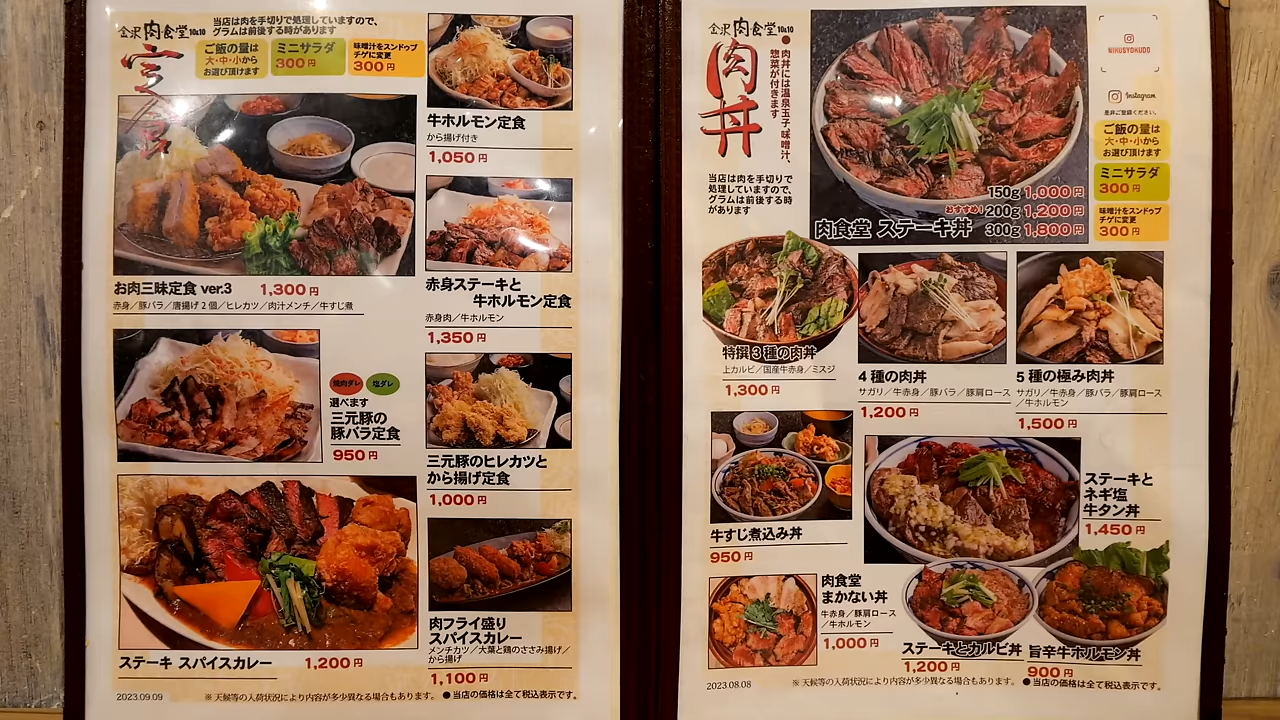 金沢 肉食堂 10x10
当店は肉を手切りで処理していますので、
グラムは前後する時があります
定食
ご飯の量は
大・中・小から
お選び頂けます
ミニサラダ
300円
味噌汁をスンドゥブ
チゲに変更
300円
お肉三昧定食 ver.3 1,300円
赤身／豚バラ／唐揚げ2個／ヒレカツ／肉汁メンチ／牛すじ煮
焼肉ダレ 塩ダレ
選べます
三元豚の
豚バラ定食
950円
ステーキ スパイスカレー 1,200円
牛ホルモン定食
から揚げ付き
1,050円
赤身ステーキと
牛ホルモン定食
赤身肉／牛ホルモン
1,350円
三元豚のヒレカツと
から揚げ定食
1,000円
肉フライ盛り
スパイスカレー
メンチカツ／大葉と鶏のささみ揚げ／
から揚げ
1,100円
2023.09.09
※天候等の入荷状況により内容が多少異なる場合もあります。 ●当店の価格は全て税込表示です。
金沢 肉食堂 10x10
肉丼
●肉丼には温泉玉子、味噌汁、
惣菜が付きます
当店は肉を手切りで
処理していますので、
グラムは前後する時
があります
150g 1,000円
おすすめ! 200g 1,200円
肉食堂 ステーキ丼 300g 1,800円
NIKUSYOKUDO
Instagram
是非ご登録ください。
ご飯の量は
大・中・小から
お選び頂けます
ミニサラダ
300円
味噌汁をスンドゥブ
チゲに変更
300円
特撰3種の肉丼
上カルビ／国産牛赤身／ミスジ
1,300円
4種の肉丼
サガリ／牛赤身／豚バラ／豚肩ロース
1,200円
5種の極み肉丼
サガリ／牛赤身／豚バラ／豚肩ロース
／牛ホルモン
1,500円
牛すじ煮込み丼
950円
ステーキと
ネギ塩
牛タン丼
1,450円
肉食堂
まかない丼
牛赤身／豚肩ロース
／牛ホルモン
1,000円
ステーキとカルビ丼
1,200円
旨辛牛ホルモン丼
900円
2023.08.08
※天候等の入荷状況により内容が多少異なる場合もあります。 ●当店の価格は全て税込表示です。